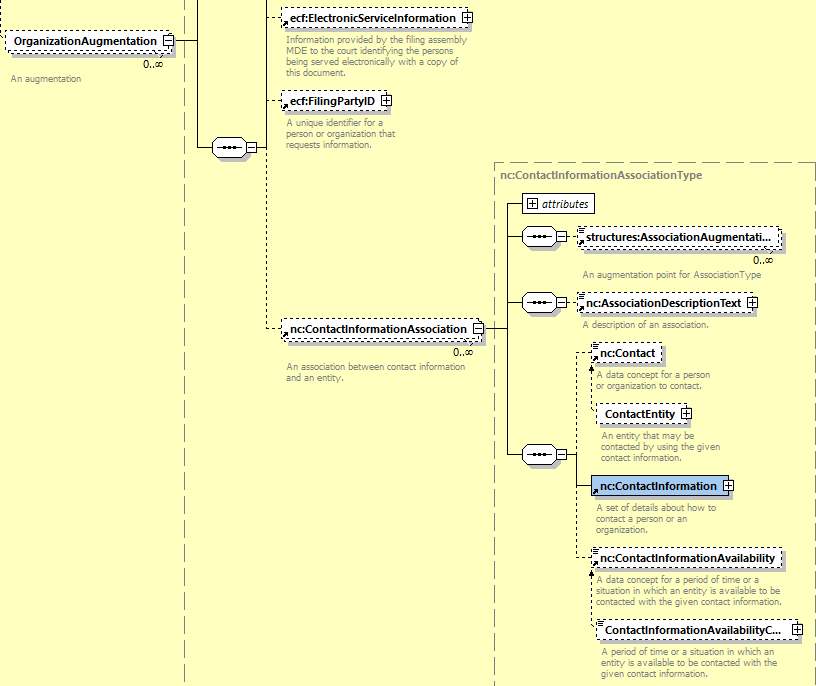 ecf:ElectronicServiceInformation
Information provided by the filing assembly
MDE to the court identifying the persons
being served electronically with a copy of
this document.
OrganizationAugmentation
0..∞
An augmentation
ecf:FilingPartyID
A unique identifier for a
person or organization that
requests information.
nc:ContactInformationAssociation
0..∞
An association between contact information
and an entity.
nc:ContactInformationAssociationType
attributes
structures:AssociationAugmentati...
0..∞
An augmentation point for AssociationType
nc:AssociationDescriptionText
A description of an association.
nc:Contact
A data concept for a person
or organization to contact.
ContactEntity
An entity that may be
contacted by using the given
contact information.
nc:ContactInformation
A set of details about how to
contact a person or an
organization.
nc:ContactInformationAvailability
A data concept for a period of time or a
situation in which an entity is available to be
contacted with the given contact information.
ContactInformationAvailabilityC...
A period of time or a situation in which an
entity is available to be contacted with the
given contact information.